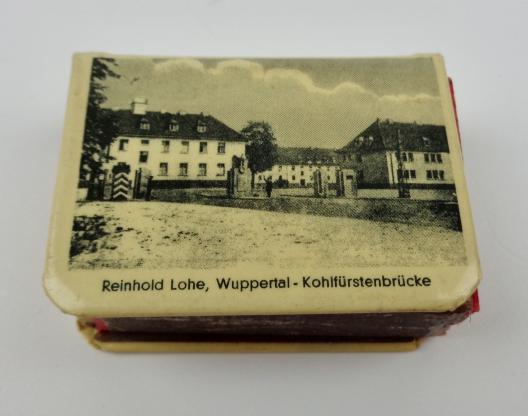 Reinhold Lohe, Wuppertal - Kohlfürstenbrücke